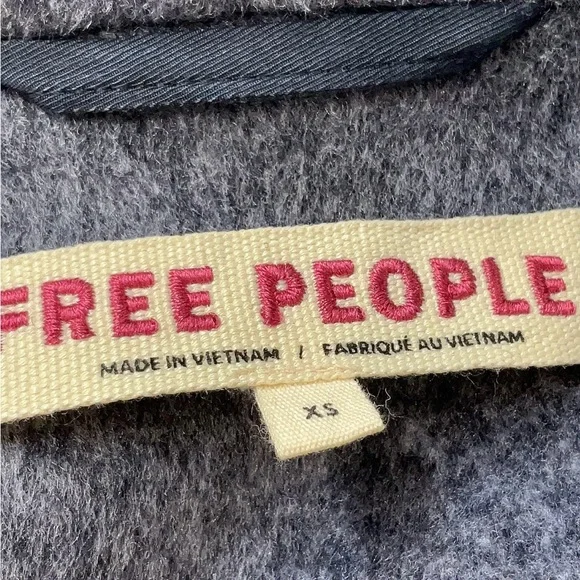 FREE PEOPLE
MADE IN VIETNAM / FABRIQUÉ AU VIETNAM
XS